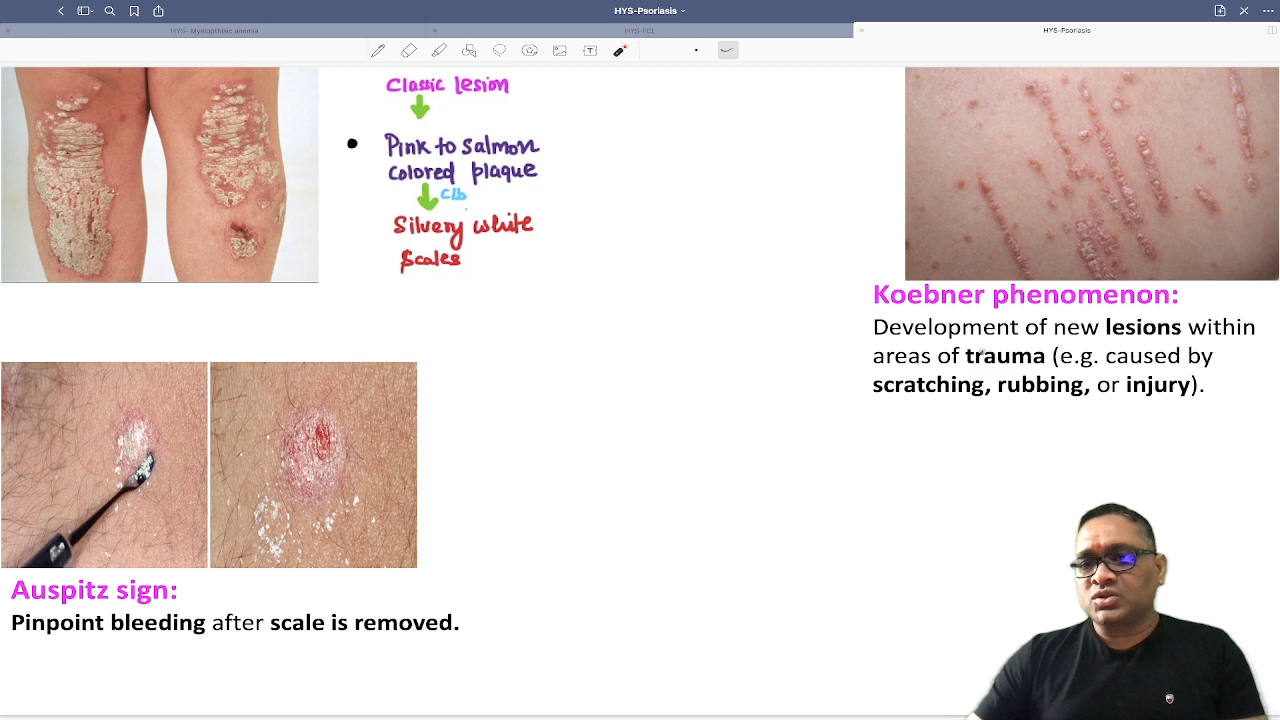 HYS-Psoriasis
HYS- Myelopthisic anemia
HYS-FCL
HYS-Psoriasis
T
Classic lesion
Pink to salmon
colored plaque
C/b
Silvery white
scales
Koebner phenomenon:
Development of new lesions within
areas of trauma (e.g. caused by
scratching, rubbing, or injury).
Auspitz sign:
Pinpoint bleeding after scale is removed.